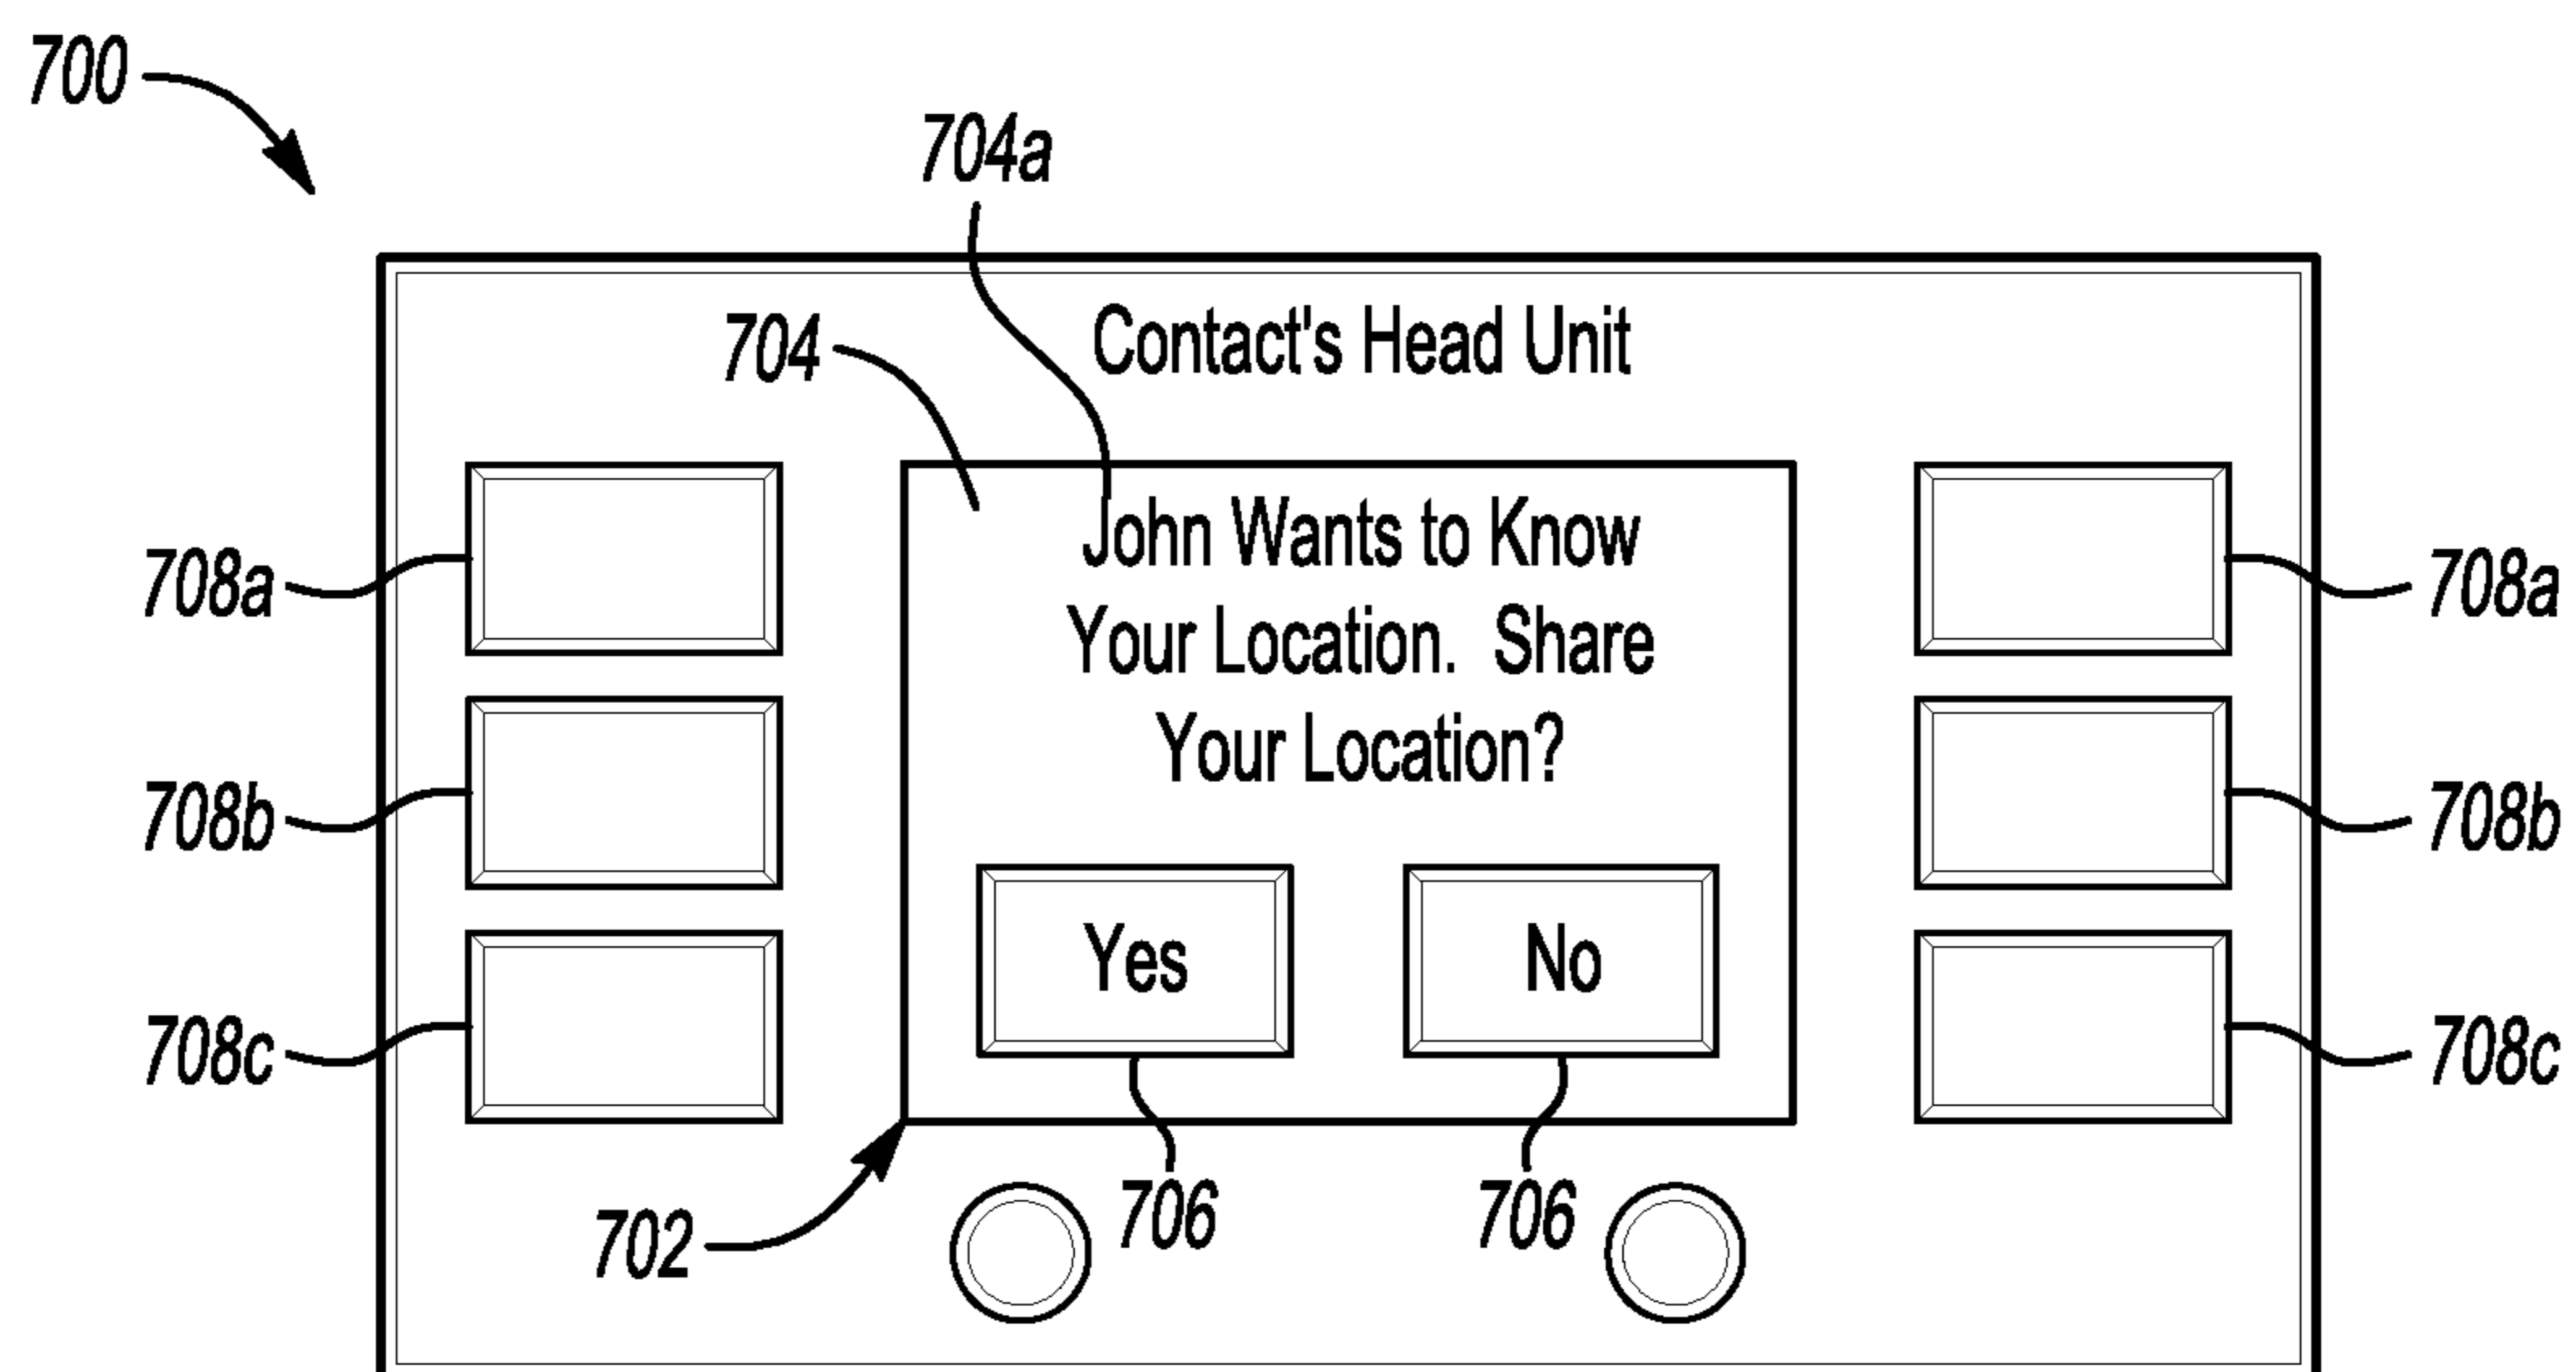 700
704a
704
Contact's Head Unit
John Wants to Know
Your Location. Share
Your Location?
708a
708a
708b
708b
Yes
No
708c
708c
702
706
706